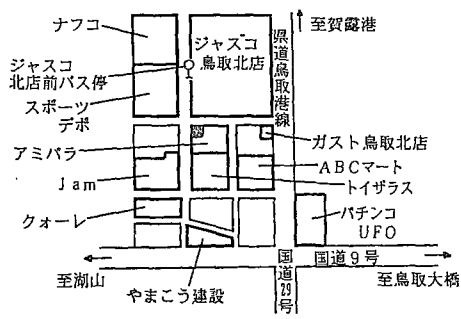 ナフコ
ジャスコ
北店前バス停
スポーツ
デポ
アミパラ
Jam
クォーレ
至湖山
やまこう建設
ジャスコ
鳥取北店
県道鳥取港線
至賀露港
ガスト鳥取北店
ABCマート
トイザラス
パチンコ
UFO
国道9号
国道29号
至鳥取大橋